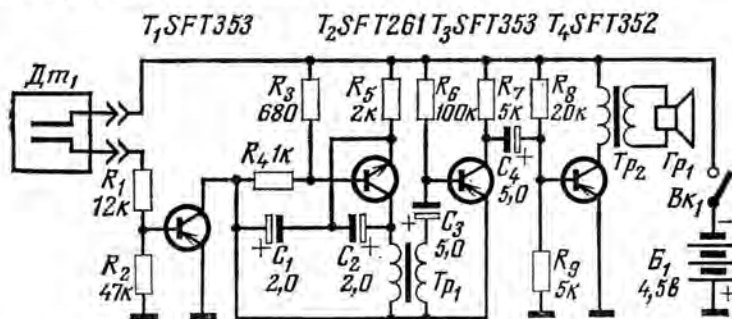 T₁SFT353 T₂SFT261 T₃SFT353 T₄SFT352
Дт₁
R₁
12к
R₂
47к
R₃
680
R₄ 1к
C₁
2,0
R₅
2к
C₂
2,0
R₆
100к
C₃
5,0
Тр₁
R₇
5к
C₄
5,0
R₈
20к
R₉
5к
Тр₂
Гр₁
Вк₁
Б₁
4,5в
+
+
+
+
−
+